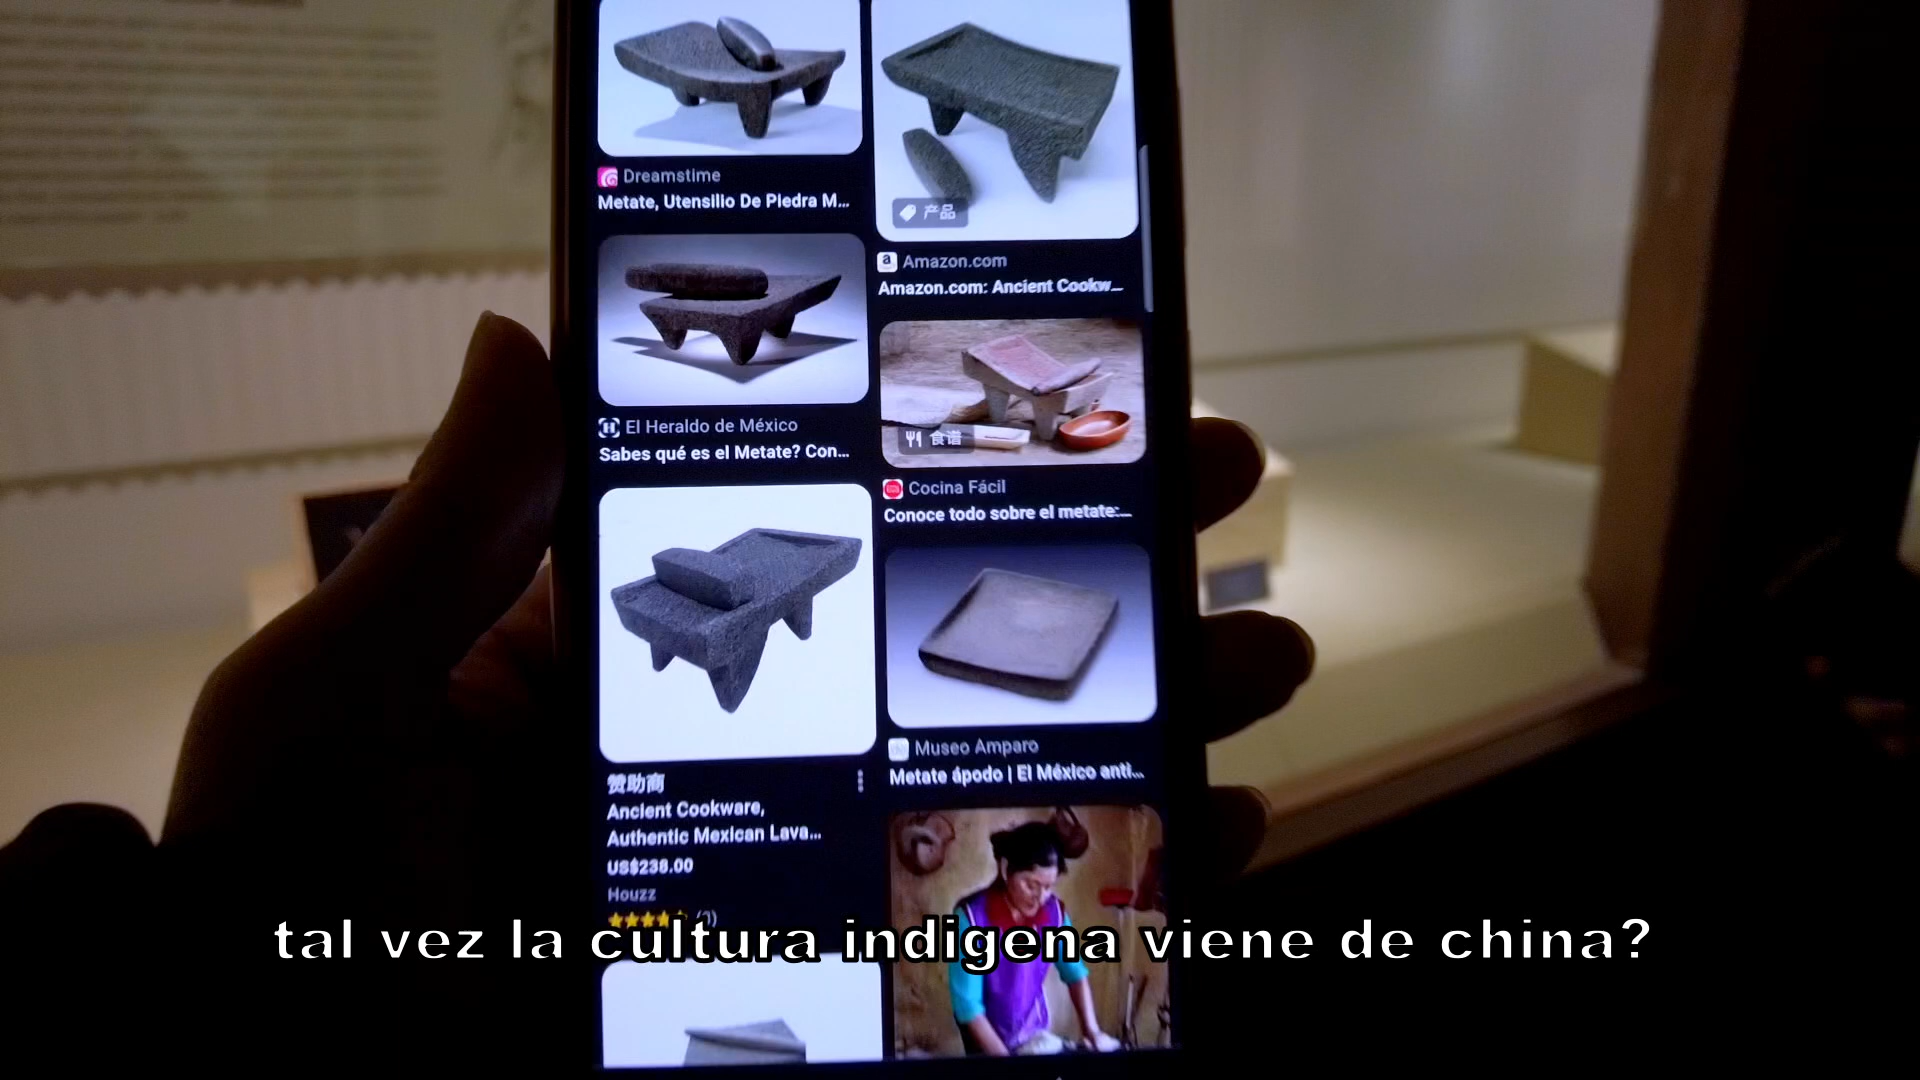 Dreamstime
Metate, Utensilio De Piedra M...
El Heraldo de México
Sabes qué es el Metate? Con...
赞助商
Ancient Cookware,
Authentic Mexican Lava...
US$238.00
Houzz
产品
Amazon.com
Amazon.com: Ancient Cookw...
食谱
Cocina Fácil
Conoce todo sobre el metate:...
Museo Amparo
Metate ápodo | El México anti...
tal vez la cultura indigena viene de china?